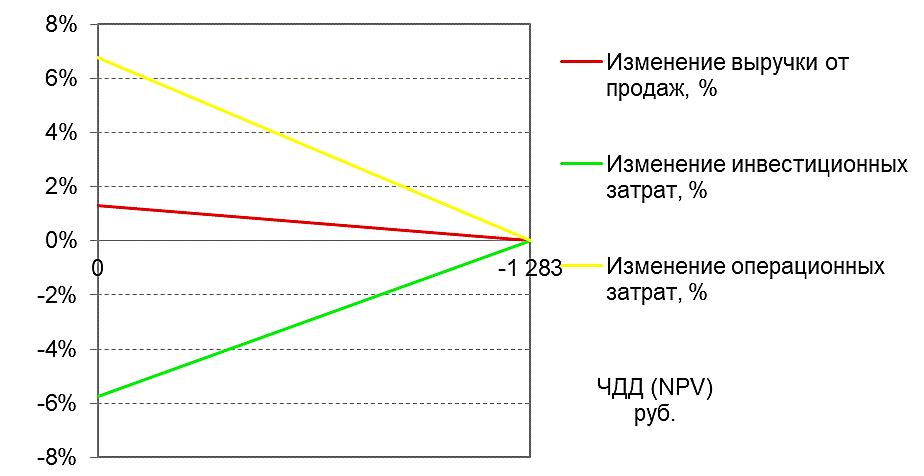 8%
6%
4%
2%
0%
-2%
-4%
-6%
-8%
0
-1 283
Изменение выручки от
продаж, %
Изменение инвестиционных
затрат, %
Изменение операционных
затрат, %
ЧДД (NPV)
руб.